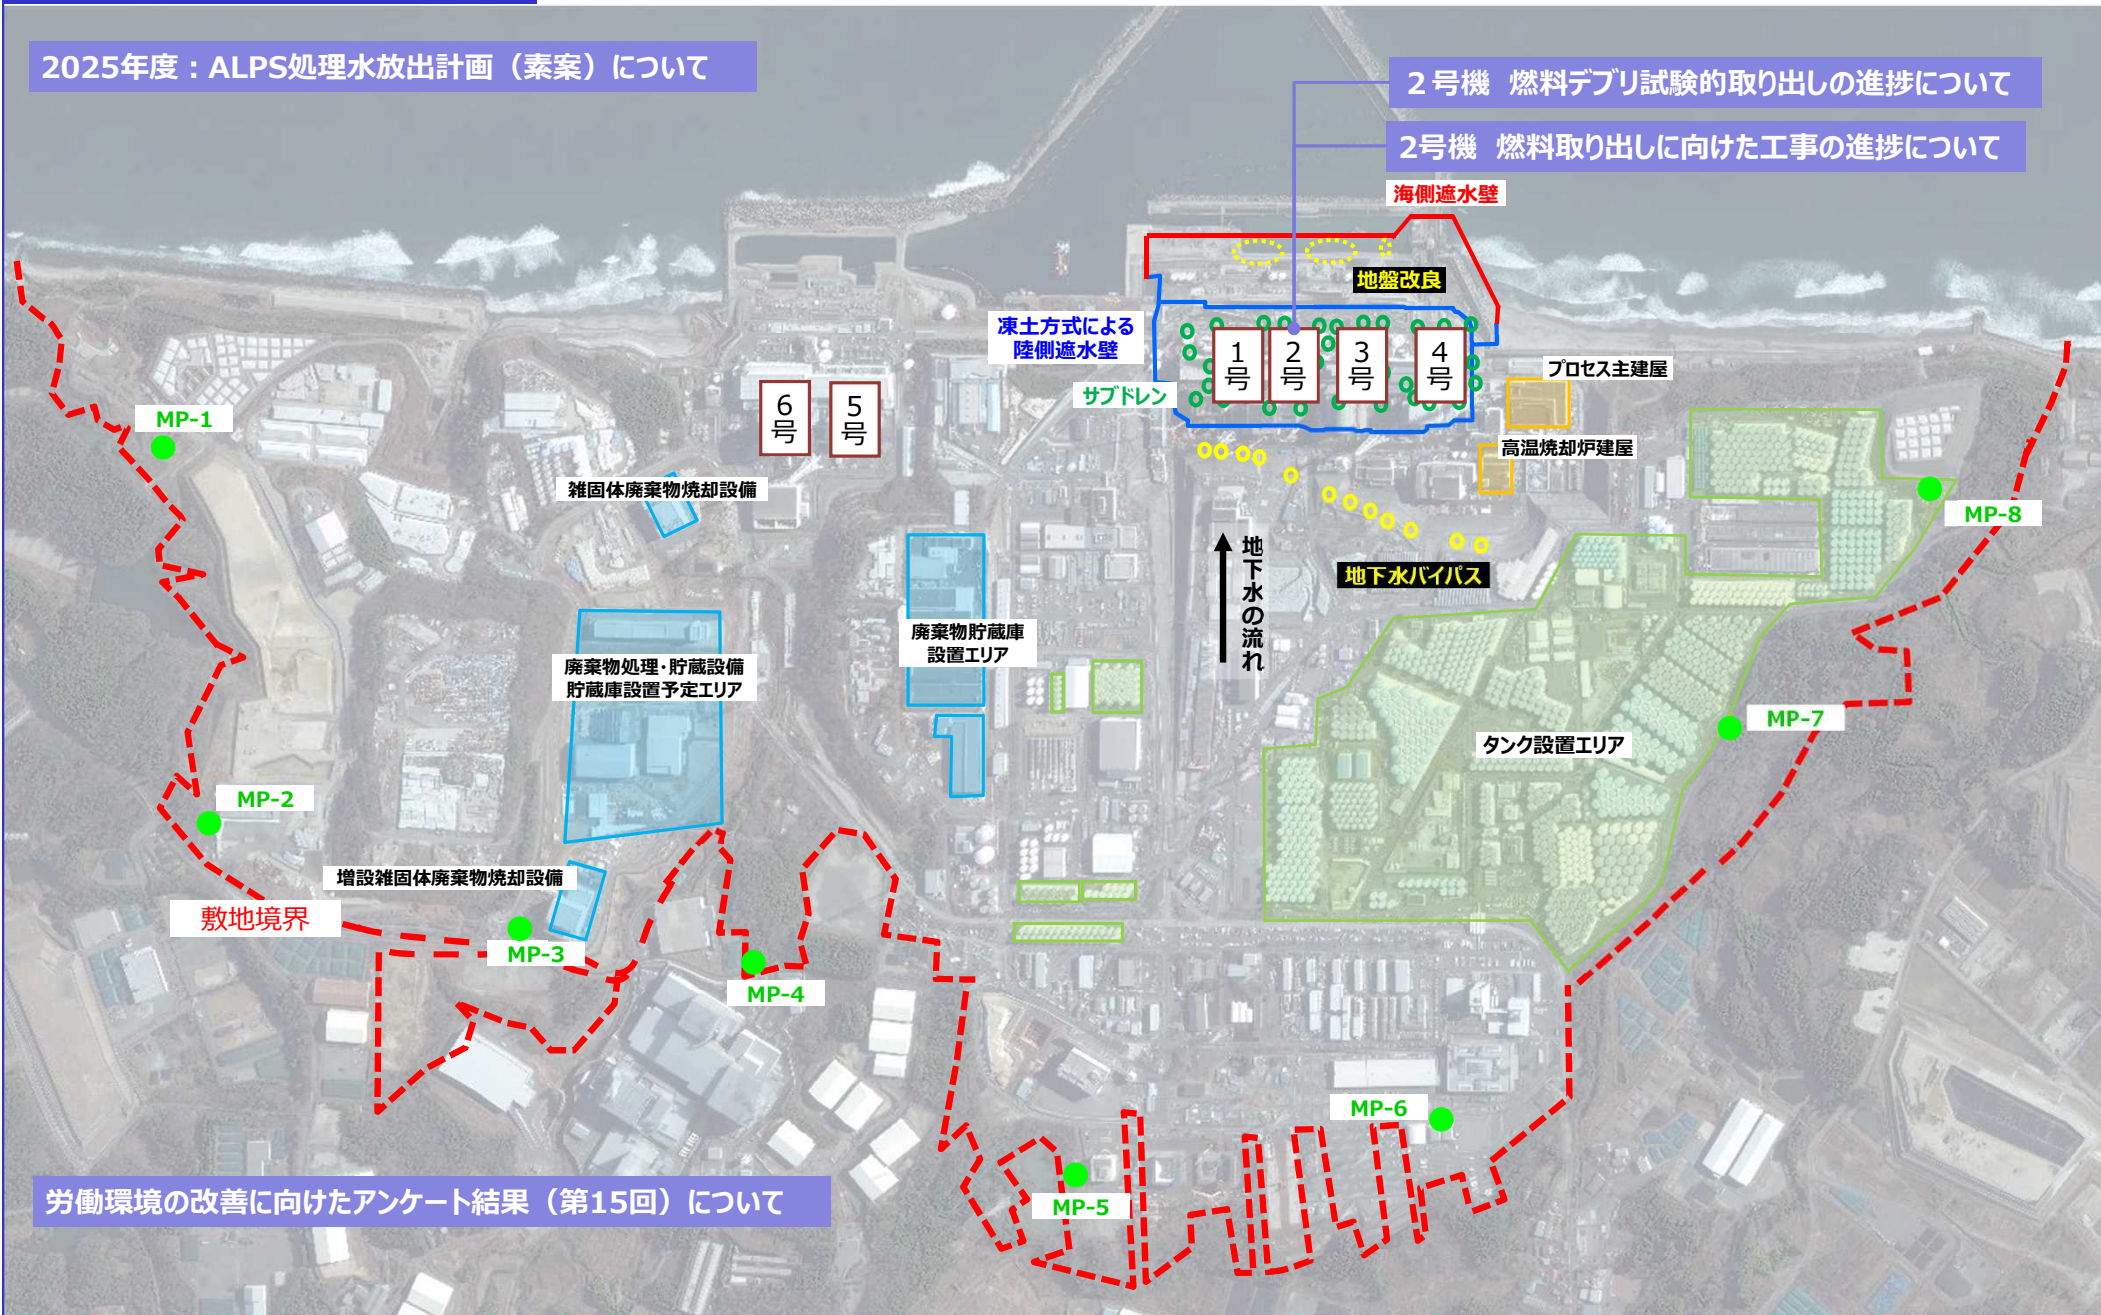 2025年度:ALPS処理水放出計画(素案)について
2号機 燃料デブリ試験的取り出しの進捗について
2号機 燃料取り出しに向けた工事の進捗について
海側遮水壁
地盤改良
凍土方式による
陸側遮水壁
サブドレン
1号
2号
3号
4号
プロセス主建屋
高温焼却炉建屋
6号
5号
MP-1
雑固体廃棄物焼却設備
MP-8
地下水の流れ
地下水バイパス
廃棄物貯蔵庫
設置エリア
廃棄物処理・貯蔵設備
貯蔵庫設置予定エリア
MP-7
タンク設置エリア
MP-2
増設雑固体廃棄物焼却設備
敷地境界
MP-3
MP-4
MP-6
MP-5
労働環境の改善に向けたアンケート結果(第15回)について